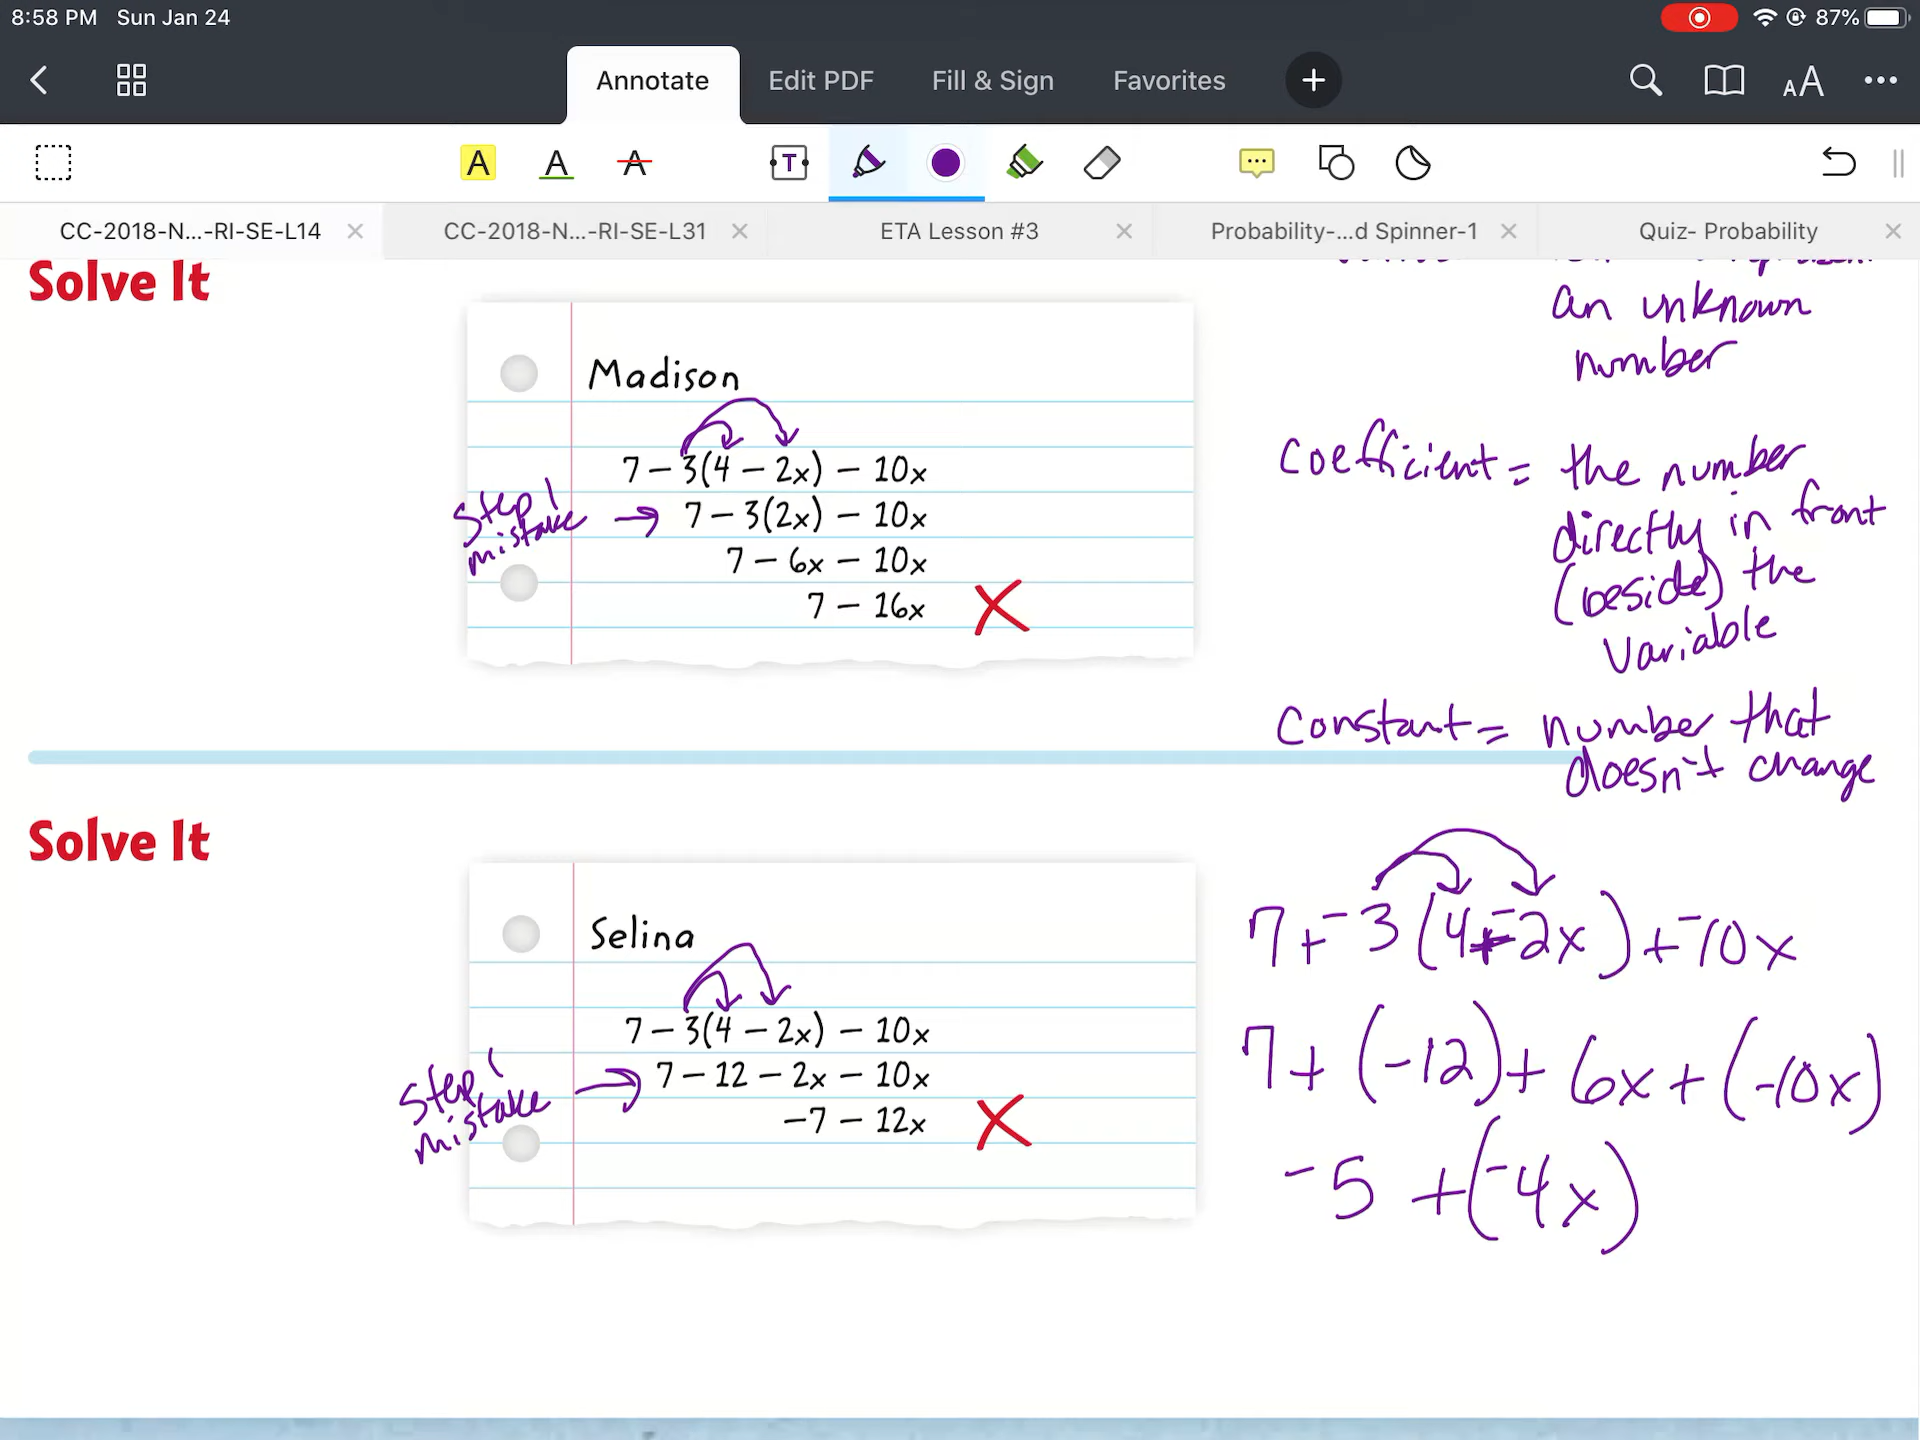 8:58 PM Sun Jan 24
87%
Annotate Edit PDF Fill & Sign Favorites
AA
A A A T
CC-2018-N...-RI-SE-L14 CC-2018-N...-RI-SE-L31 ETA Lesson #3 Probability-...d Spinner-1 Quiz- Probability
Solve It
an unknown
number
Madison
7 − 3(4 − 2x) − 10x
7 − 3(2x) − 10x
7 − 6x − 10x
7 − 16x
Step 1
mistake
Coefficient = the number
directly in front
(beside) the
variable
Constant = number that
doesn't change
Solve It
Selina
7 − 3(4 − 2x) − 10x
7 − 12 − 2x − 10x
−7 − 12x
Step 1
mistake
7 + -3 (4 + -2x) + -10x
7 + (-12) + 6x + (-10x)
-5 + (-4x)